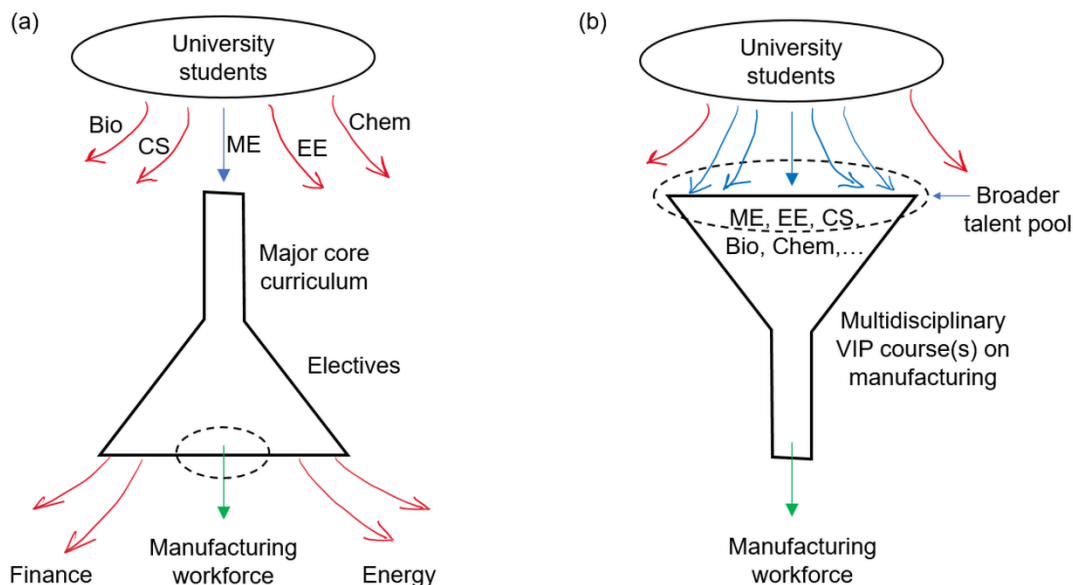 (a)
University
students
Bio
CS
ME
EE
Chem
Major core
curriculum
Electives
Finance
Manufacturing
workforce
Energy
(b)
University
students
Broader
talent pool
ME, EE, CS,
Bio, Chem,...
Multidisciplinary
VIP course(s) on
manufacturing
Manufacturing
workforce